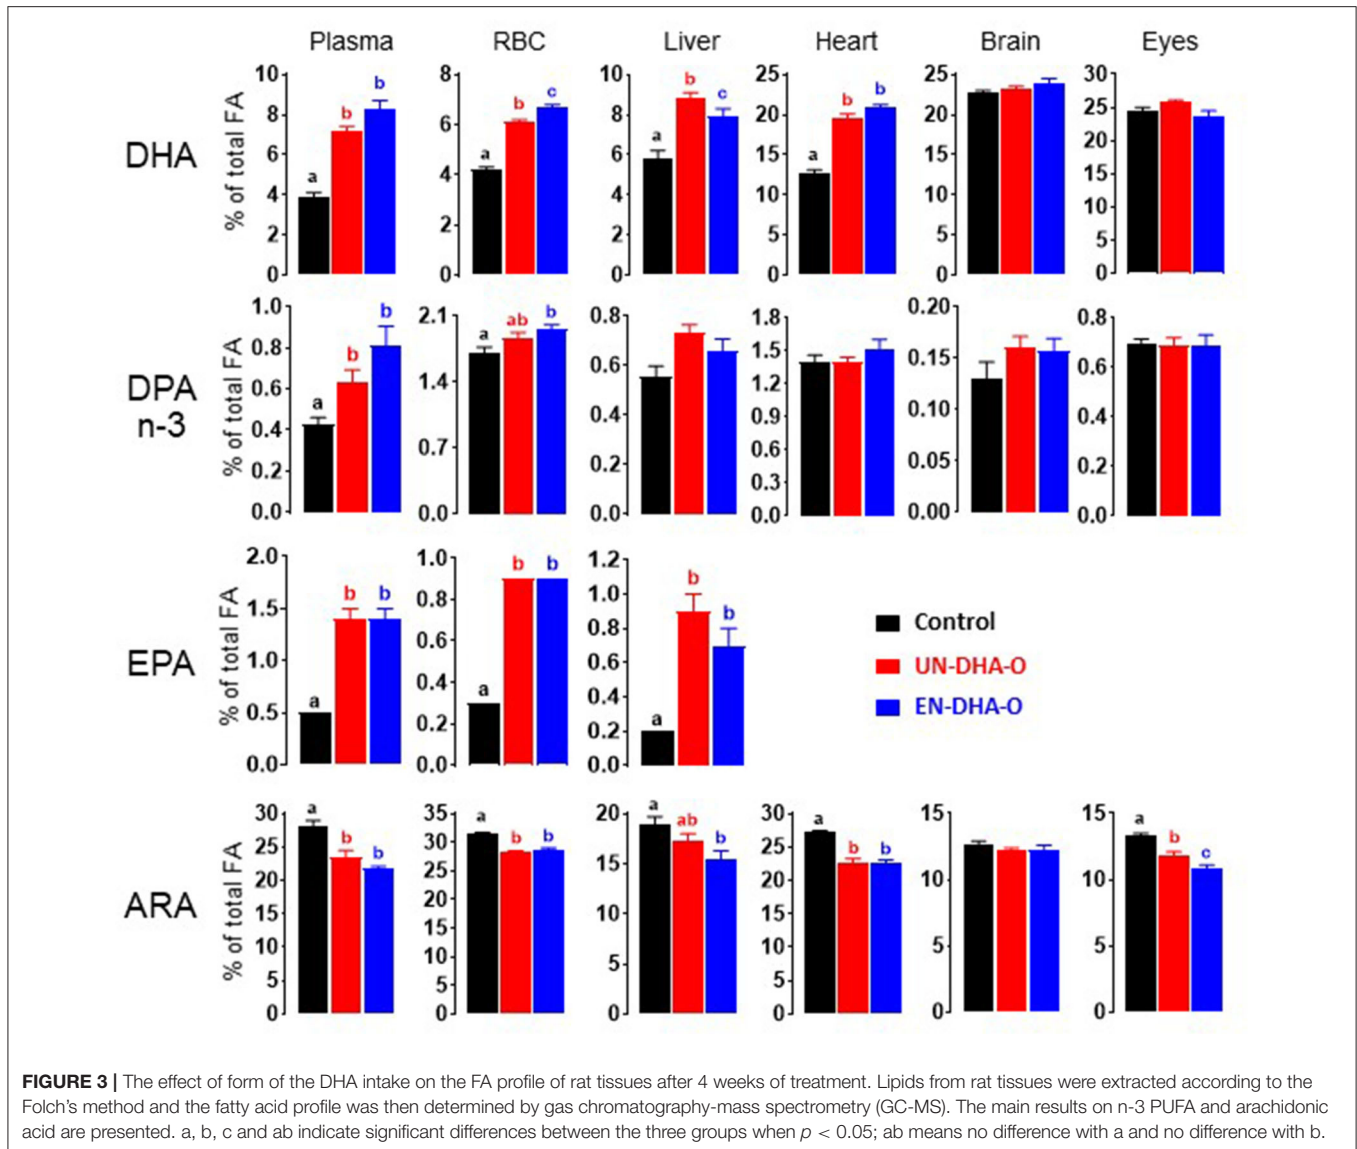 Plasma RBC Liver Heart Brain Eyes
DHA
% of total FA
10 8 6 4 2 0
a b b
8 6 4 2 0
a b c
10 8 6 4 2 0
a b c
25 20 15 10 5 0
a b b
25 20 15 10 5 0
30 25 20 15 10 5 0
DPA
n-3
% of total FA
1.0 0.8 0.6 0.4 0.2 0.0
a b b
2.1 1.4 0.7 0.0
a ab b
0.8 0.6 0.4 0.2 0.0
1.8 1.5 1.2 0.9 0.6 0.3 0.0
0.20 0.15 0.10 0.05 0.00
0.8 0.6 0.4 0.2 0.0
EPA
% of total FA
2.0 1.5 1.0 0.5 0.0
a b b
1.0 0.8 0.6 0.4 0.2 0.0
a b b
1.2 1.0 0.8 0.6 0.4 0.2 0.0
a b b
Control
UN-DHA-O
EN-DHA-O
ARA
% of total FA
30 25 20 15 10 5 0
a b b
35 30 25 20 15 10 5 0
a b b
20 15 10 5 0
a ab b
30 25 20 15 10 5 0
a b b
15 10 5 0
15 10 5 0
a b c
FIGURE 3 | The effect of form of the DHA intake on the FA profile of rat tissues after 4 weeks of treatment. Lipids from rat tissues were extracted according to the
Folch's method and the fatty acid profile was then determined by gas chromatography-mass spectrometry (GC-MS). The main results on n-3 PUFA and arachidonic
acid are presented. a, b, c and ab indicate significant differences between the three groups when p < 0.05; ab means no difference with a and no difference with b.